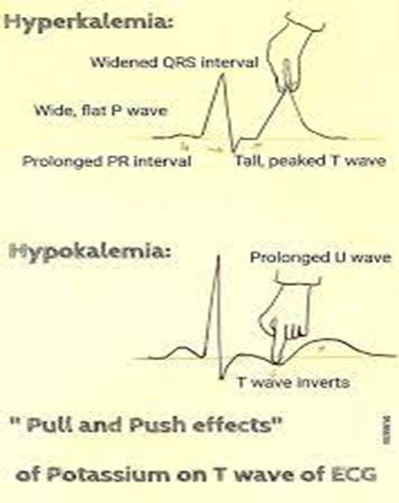 Hyperkalemia:
Widened QRS interval
Wide, flat P wave
Prolonged PR interval
Tall, peaked T wave
Hypokalemia:
Prolonged U wave
T wave inverts
" Pull and Push effects"
of Potassium on T wave of ECG